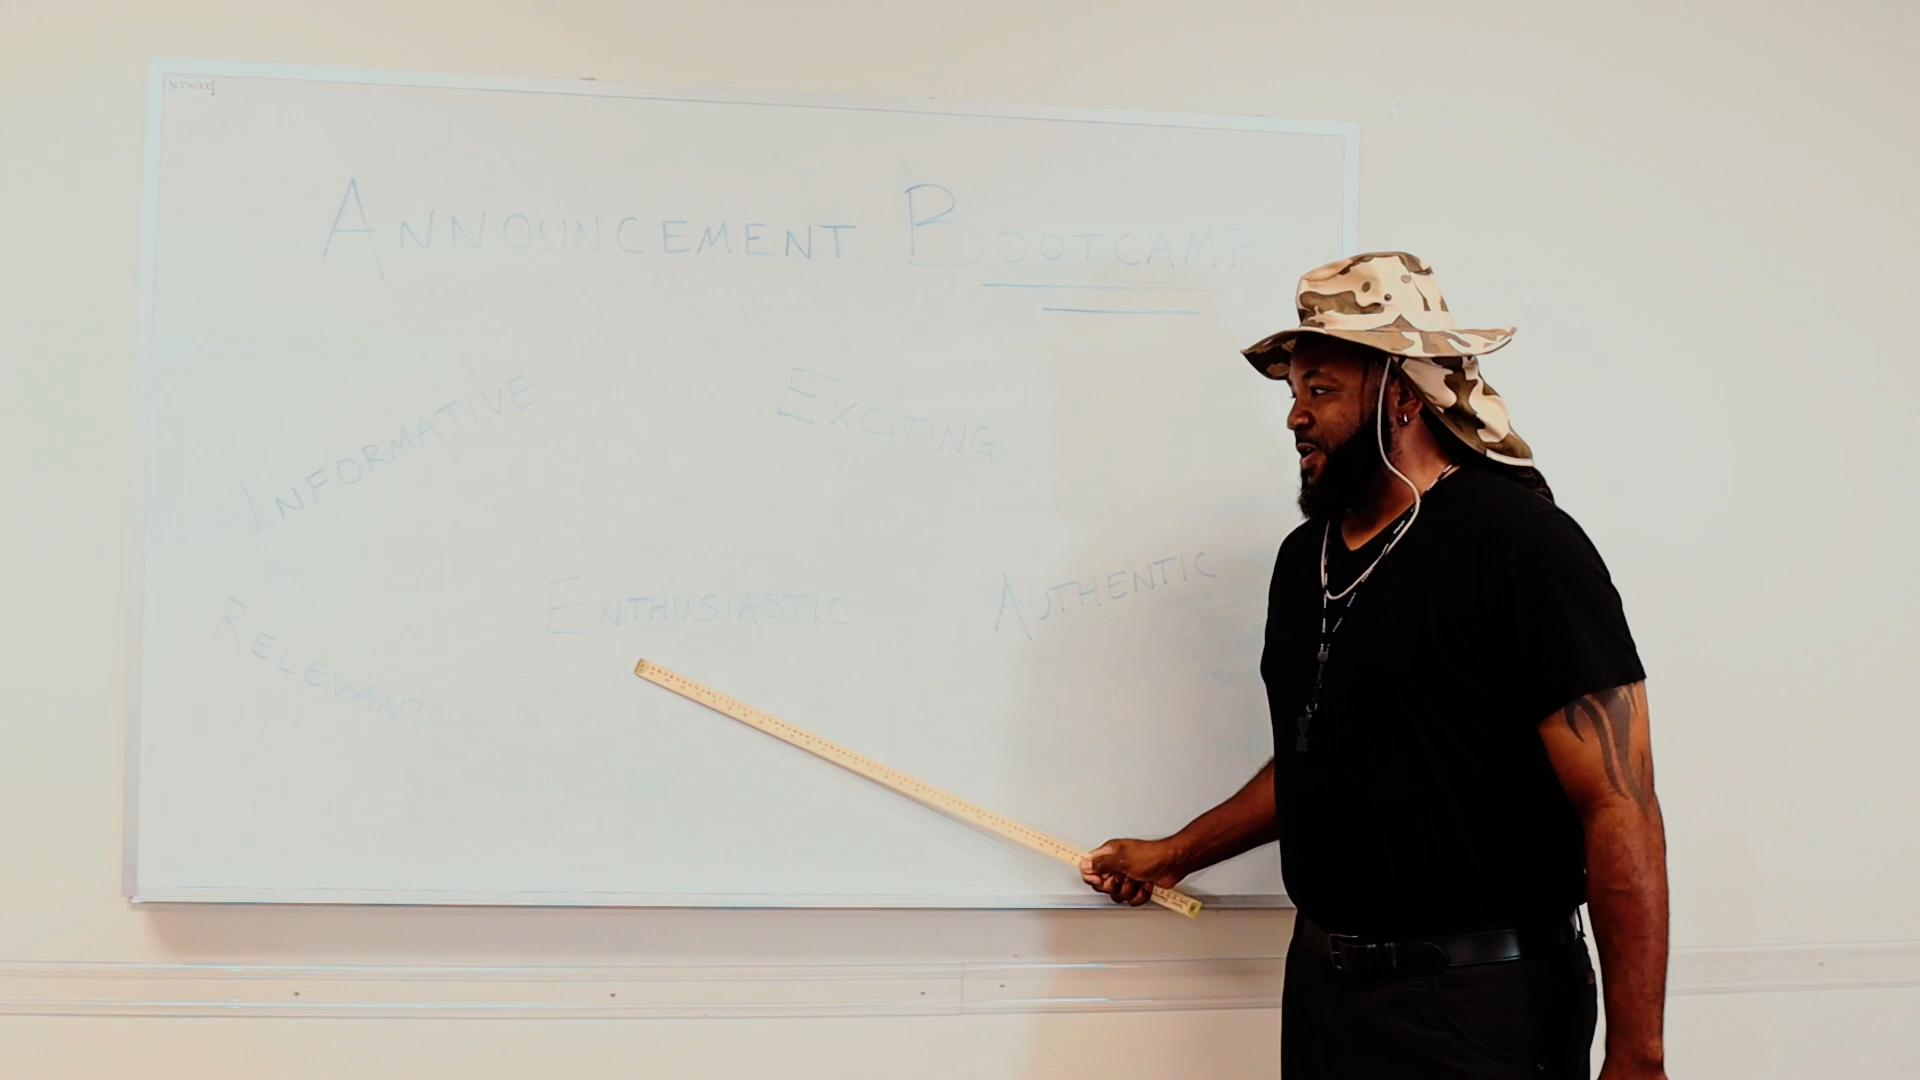 ANNOUNCEMENT BOOTCAMP
INFORMATIVE
EXCITING
RELEVANT
ENTHUSIASTIC
AUTHENTIC